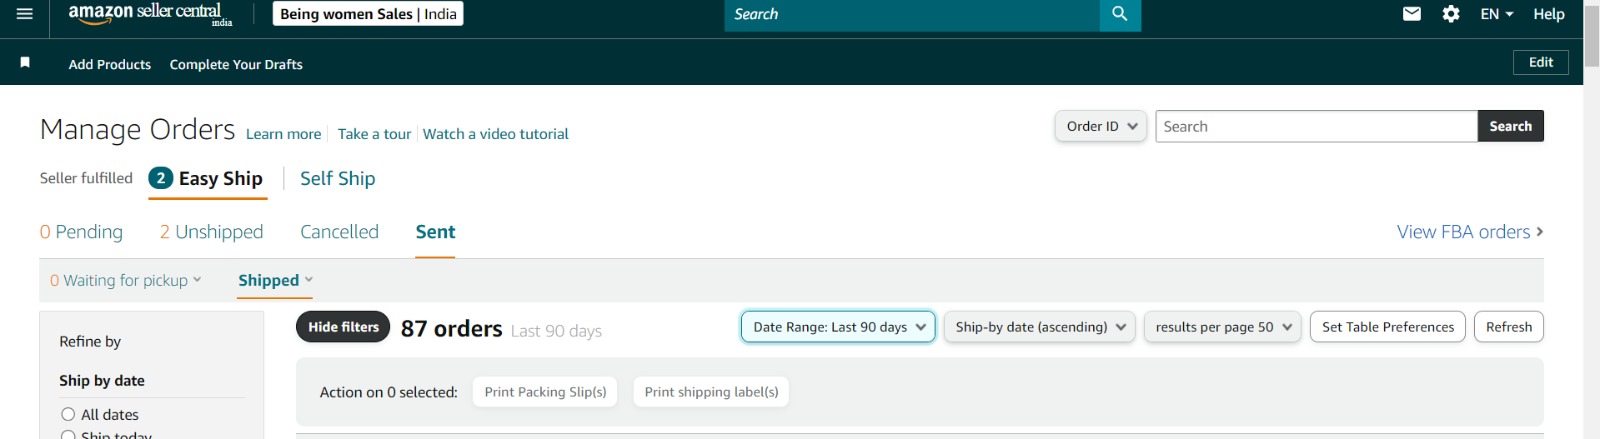 amazon seller central
india
Being women Sales | India
Search
EN
Help
Add Products Complete Your Drafts
Edit
Manage Orders Learn more Take a tour Watch a video tutorial
Order ID Search Search
Seller fulfilled 2 Easy Ship Self Ship
0 Pending 2 Unshipped Cancelled Sent View FBA orders
0 Waiting for pickup Shipped
Hide filters 87 orders Last 90 days Date Range: Last 90 days Ship-by date (ascending) results per page 50 Set Table Preferences Refresh
Refine by
Ship by date
Action on 0 selected: Print Packing Slip(s) Print shipping label(s)
All dates
Ship today